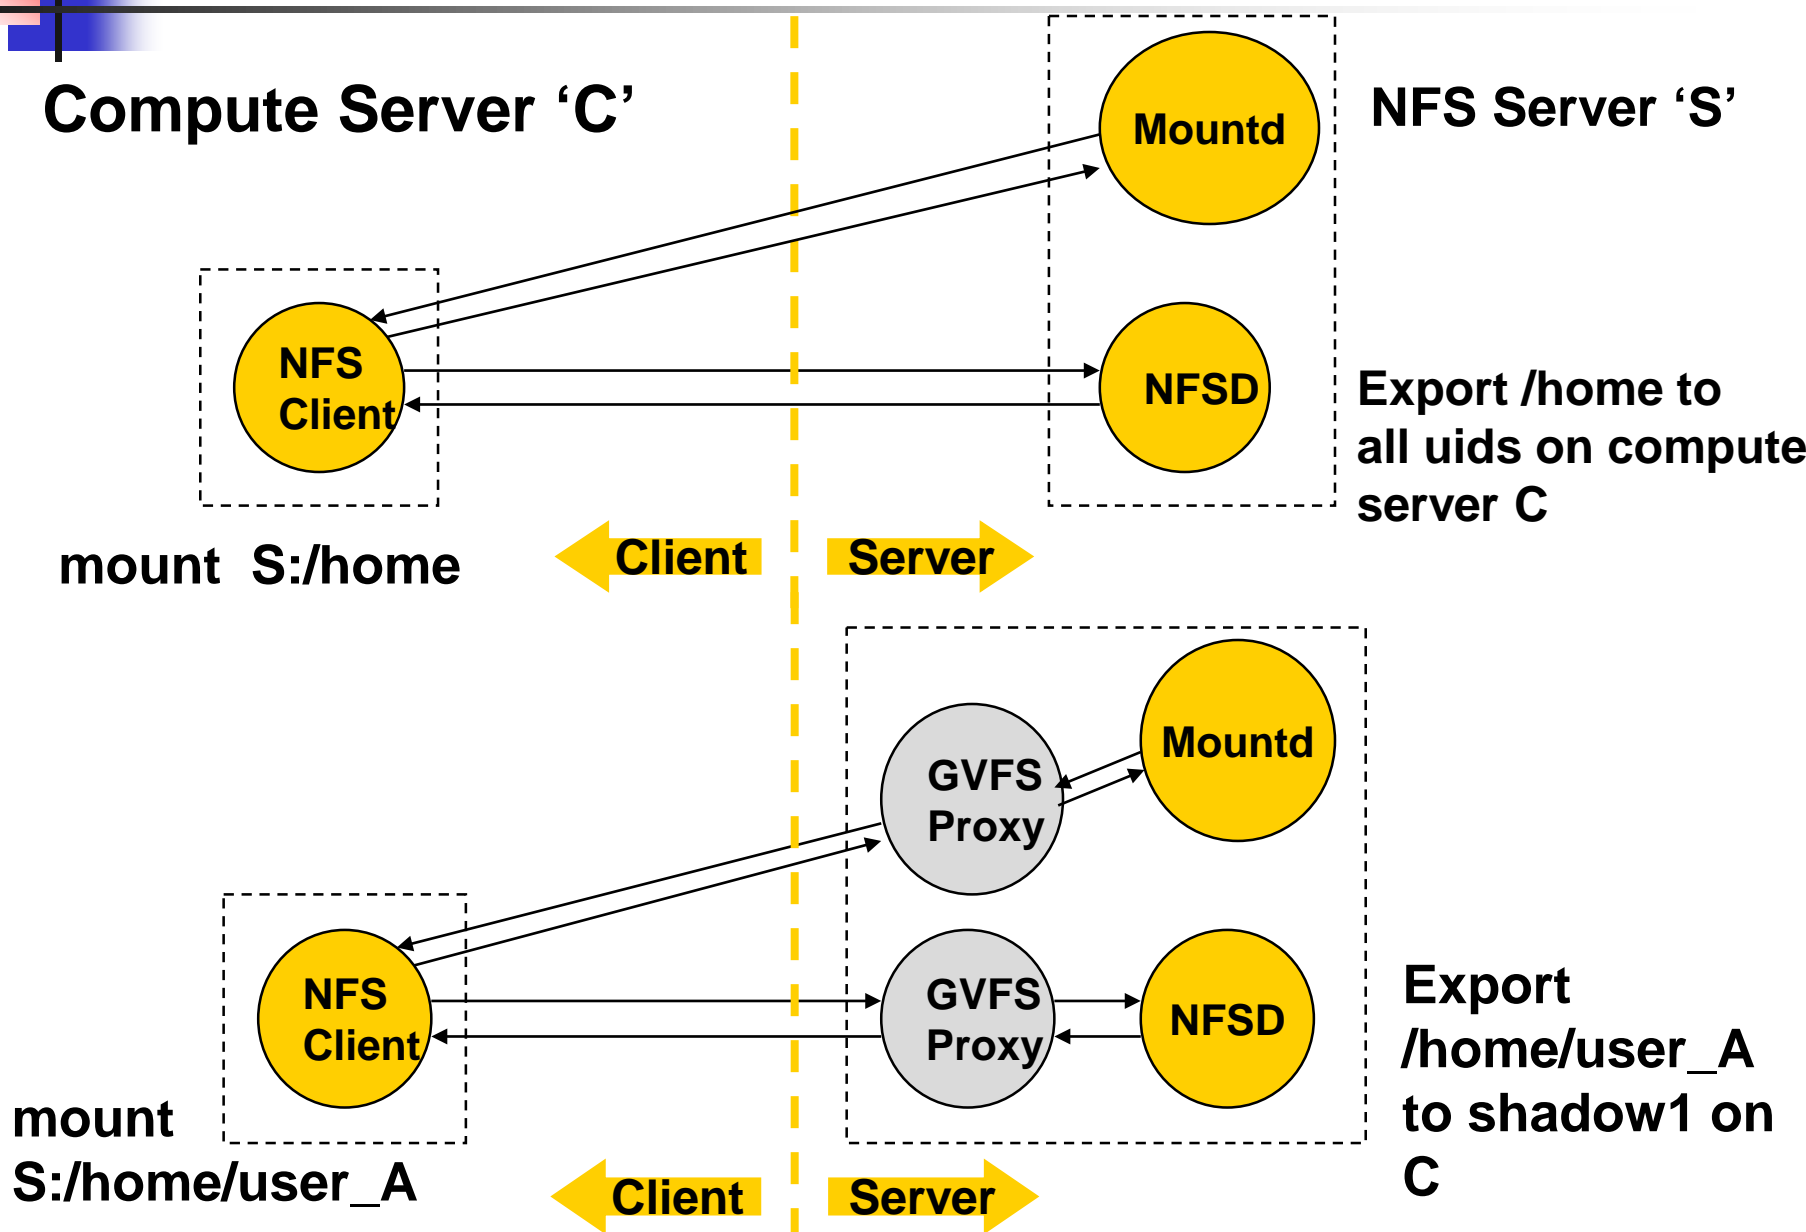 Compute Server ‘C’
NFS Server ‘S’
Mountd
NFS
Client
NFSD
Export /home to
all uids on compute
server C
mount  S:/home
Client
Server
GVFS
Proxy
Mountd
NFS
Client
GVFS
Proxy
NFSD
Export
/home/user_A
to shadow1 on
C
mount
S:/home/user_A
Client
Server